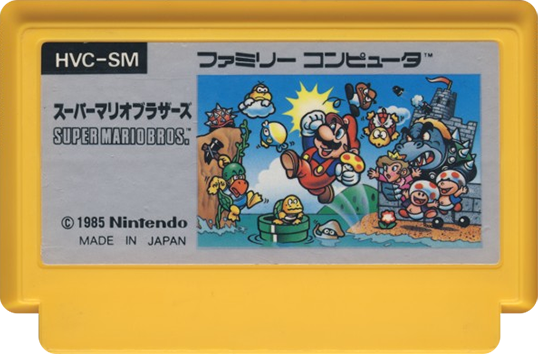 HVC-SM
ファミリー コンピュータ™
スーパーマリオブラザーズ
SUPER MARIO BROS.™
© 1985 Nintendo
MADE IN JAPAN